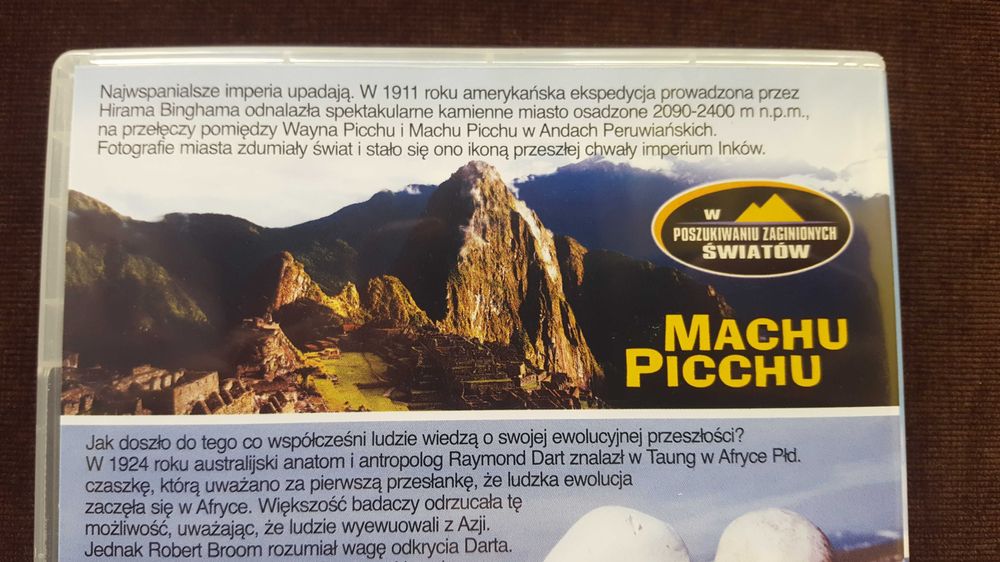 Najwspanialsze imperia upadają. W 1911 roku amerykańska ekspedycja prowadzona przez
Hirama Binghama odnalazła spektakularne kamienne miasto osadzone 2090-2400 m n.p.m.,
na przełęczy pomiędzy Wayna Picchu i Machu Picchu w Andach Peruwiańskich.
Fotografie miasta zdumiały świat i stało się ono ikoną przeszłej chwały imperium Inków.
W
POSZUKIWANIU ZAGINIONYCH
ŚWIATÓW
MACHU
PICCHU
Jak doszło do tego co współcześni ludzie wiedzą o swojej ewolucyjnej przeszłości?
W 1924 roku australijski anatom i antropolog Raymond Dart znalazł w Taung w Afryce Płd.
czaszkę, którą uważano za pierwszą przesłankę, że ludzka ewolucja
zaczęła się w Afryce. Większość badaczy odrzucała tę
możliwość, uważając, że ludzie wyewuowali z Azji.
Jednak Robert Broom rozumiał wagę odkrycia Darta.